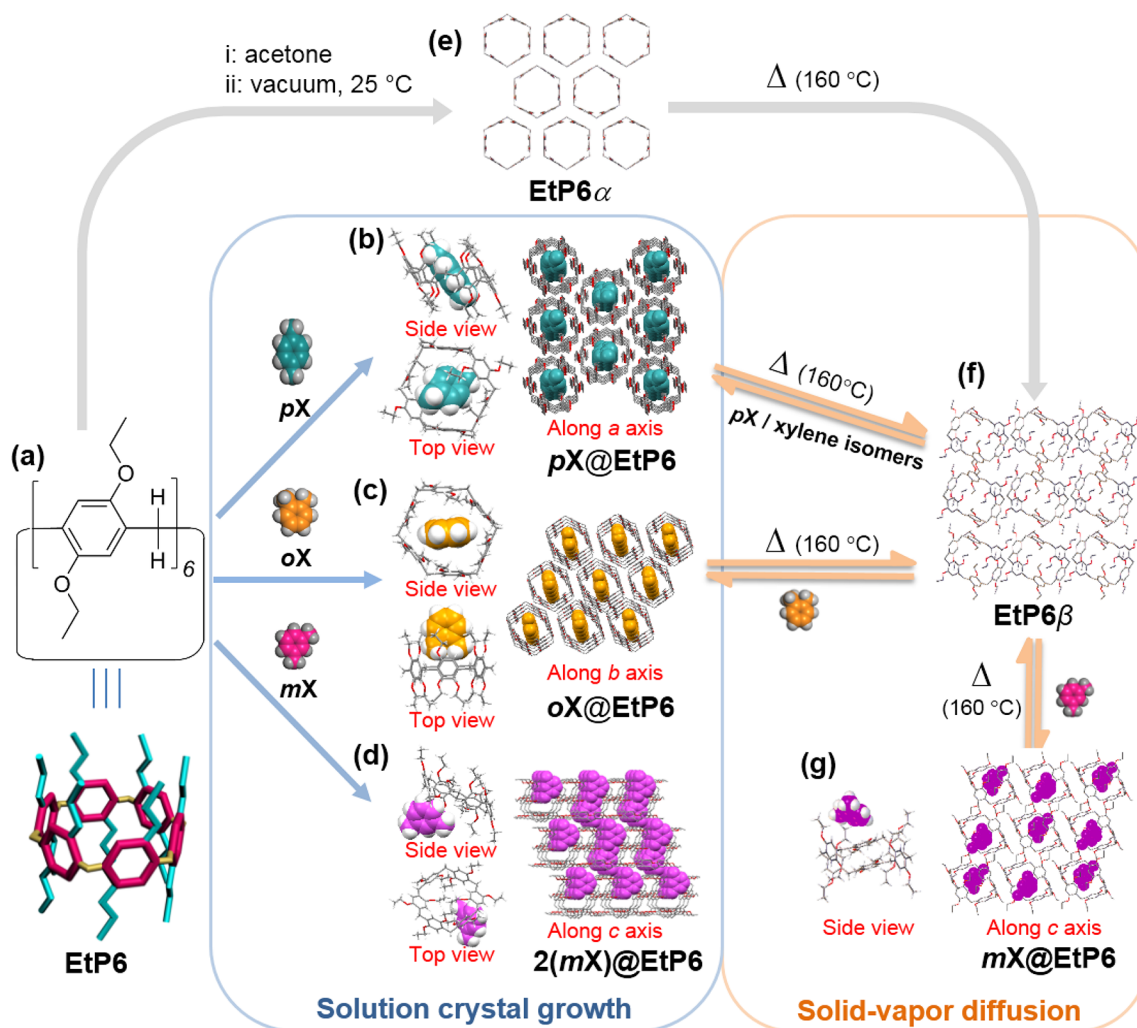 i: acetone
ii: vacuum, 25 °C
(e)
EtP6α
Δ (160 °C)
(a)
O
H
H
O
6
EtP6
(b)
pX
Side view
Top view
Along a axis
pX@EtP6
Δ (160°C)
pX / xylene isomers
(f)
EtP6β
(c)
oX
Side view
Top view
Along b axis
oX@EtP6
Δ (160 °C)
mX
(d)
Side view
Top view
Along c axis
2(mX)@EtP6
Δ
(160 °C)
(g)
Side view
Along c axis
mX@EtP6
Solution crystal growth
Solid-vapor diffusion